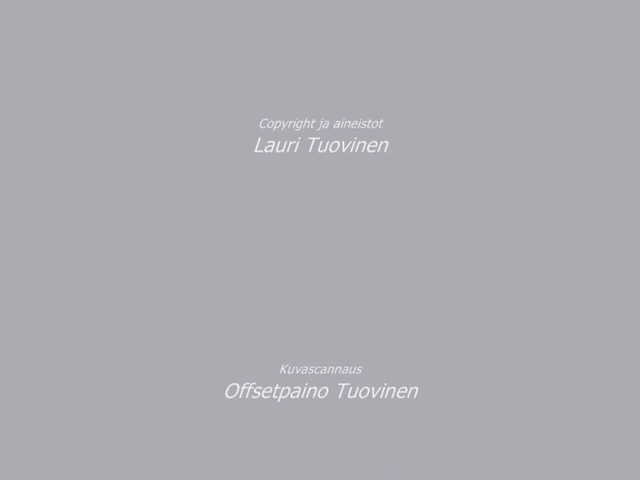 Copyright ja aineistot
Lauri Tuovinen
Kuvascannaus
Offsetpaino Tuovinen